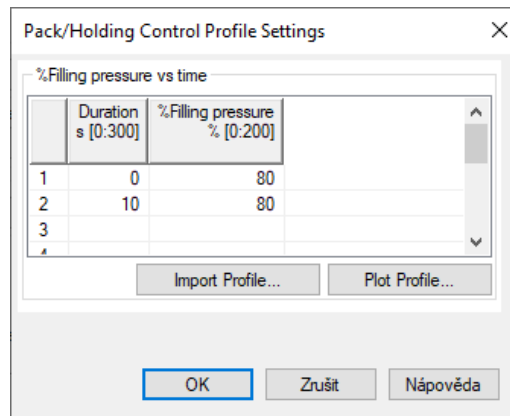 Pack/Holding Control Profile Settings
%Filling pressure vs time
Duration %Filling pressure
s [0:300] % [0:200]
1 0 80
2 10 80
3
Import Profile... Plot Profile...
OK Zrušit Nápověda